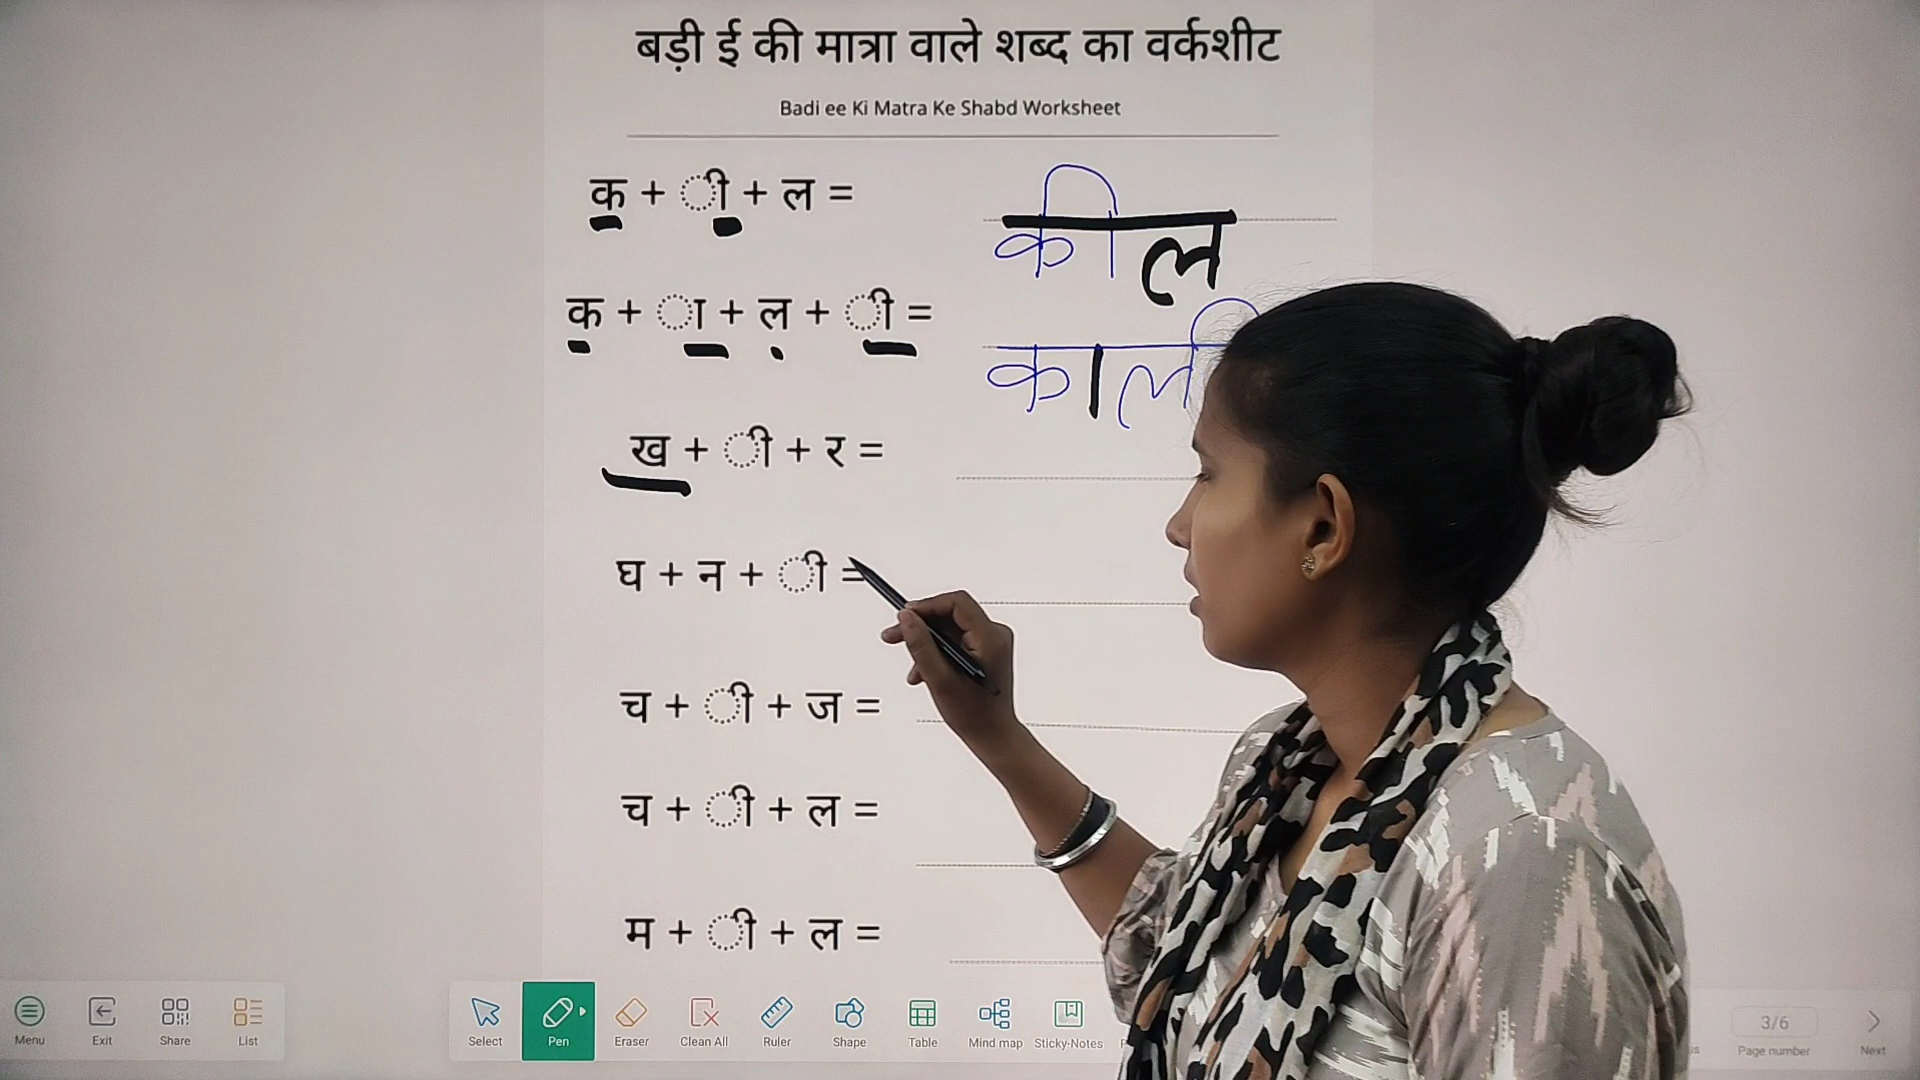 बड़ी ई की मात्रा वाले शब्द का वर्कशीट
Badi ee Ki Matra Ke Shabd Worksheet
क + ी + ल = कील
क + ा + ल + ी = काली
ख + ी + र =
घ + न + ी =
च + ी + ज =
च + ी + ल =
म + ी + ल =
Menu Exit Share List Select Pen Eraser Clean All Ruler Shape Table Mind map Sticky-Notes 3/6 Page number Next